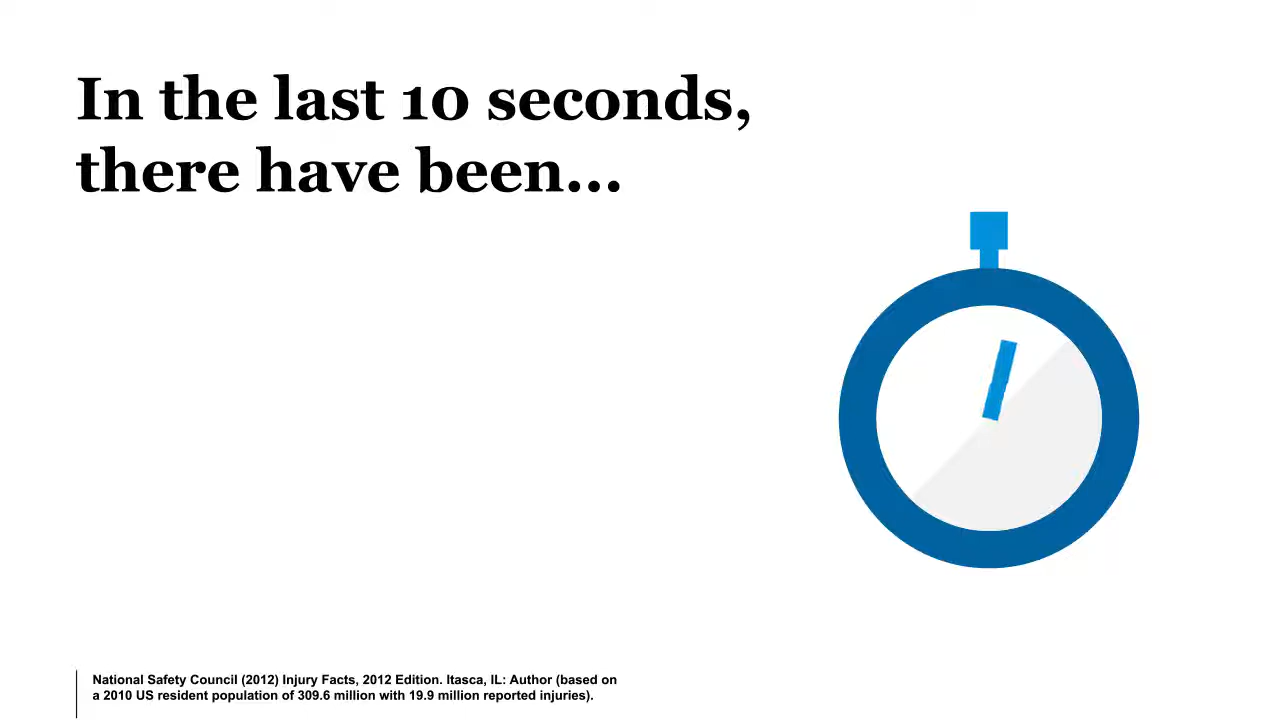 In the last 10 seconds,
there have been...
National Safety Council (2012) Injury Facts, 2012 Edition. Itasca, IL: Author (based on
a 2010 US resident population of 309.6 million with 19.9 million reported injuries).